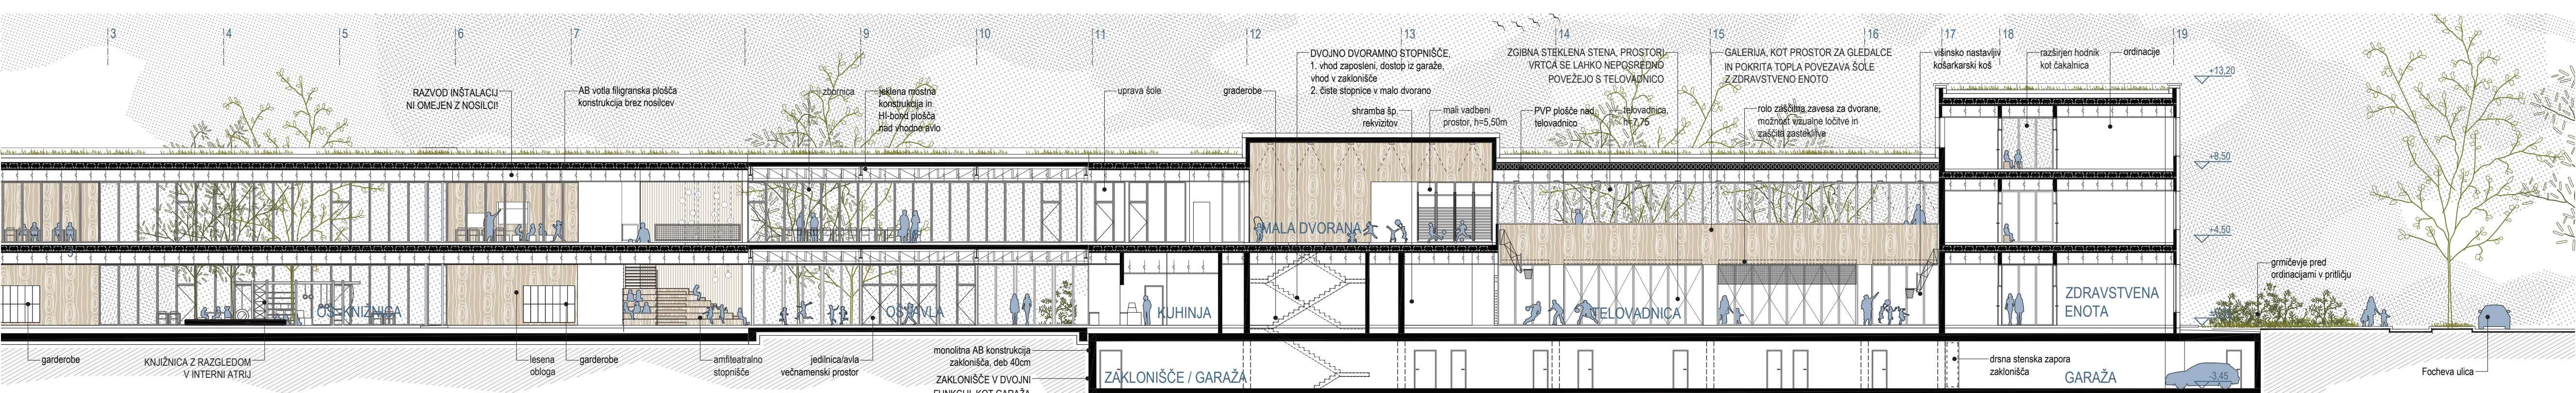 3
4
5
6
7
9
10
11
12
13
14
15
16
17
18
19
RAZVOD INŠTALACIJ
NI OMEJEN Z NOSILCI!
AB votla filigranska plošča
konstrukcija brez nosilcev
zbornica
jeklena mostna
konstrukcija in
HI-bond plošča
nad vhodno avlo
uprava šole
graderobe
DVOJNO DVORAMNO STOPNIŠČE,
1. vhod zaposleni, dostop iz garaže,
vhod v zaklonišče
2. čiste stopnice v malo dvorano
shramba šp.
rekvizitov
mali vadbeni
prostor, h=5,50m
ZGIBNA STEKLENA STENA, PROSTORI
VRTCA SE LAHKO NEPOSREDNO
POVEŽEJO S TELOVADNICO
PVP plošče nad
telovadnico
telovadnica,
h=7,75
GALERIJA, KOT PROSTOR ZA GLEDALCE
IN POKRITA TOPLA POVEZAVA ŠOLE
Z ZDRAVSTVENO ENOTO
rolo zaščitna zavesa za dvorane,
možnost vizualne ločitve in
zaščita zasteklitve
višinsko nastavljiv
košarkarski koš
razširjen hodnik
kot čakalnica
ordinacije
+13,20
+8,50
+4,50
MALA DVORANA
OŠ- KNJIŽNICA
OŠ AVLA
KUHINJA
TELOVADNICA
ZDRAVSTVENA
ENOTA
grmičevje pred
ordinacijami v pritličju
garderobe
KNJIŽNICA Z RAZGLEDOM
V INTERNI ATRIJ
lesena
obloga
garderobe
amfiteatralno
stopnišče
jedilnica/avla
večnamenski prostor
monolitna AB konstrukcija
zaklonišča, deb 40cm
ZAKLONIŠČE V DVOJNI
FUNKCIJI, KOT GARAŽA
ZAKLONIŠČE / GARAŽA
drsna stenska zapora
zaklonišča
GARAŽA
-3,45
Focheva ulica